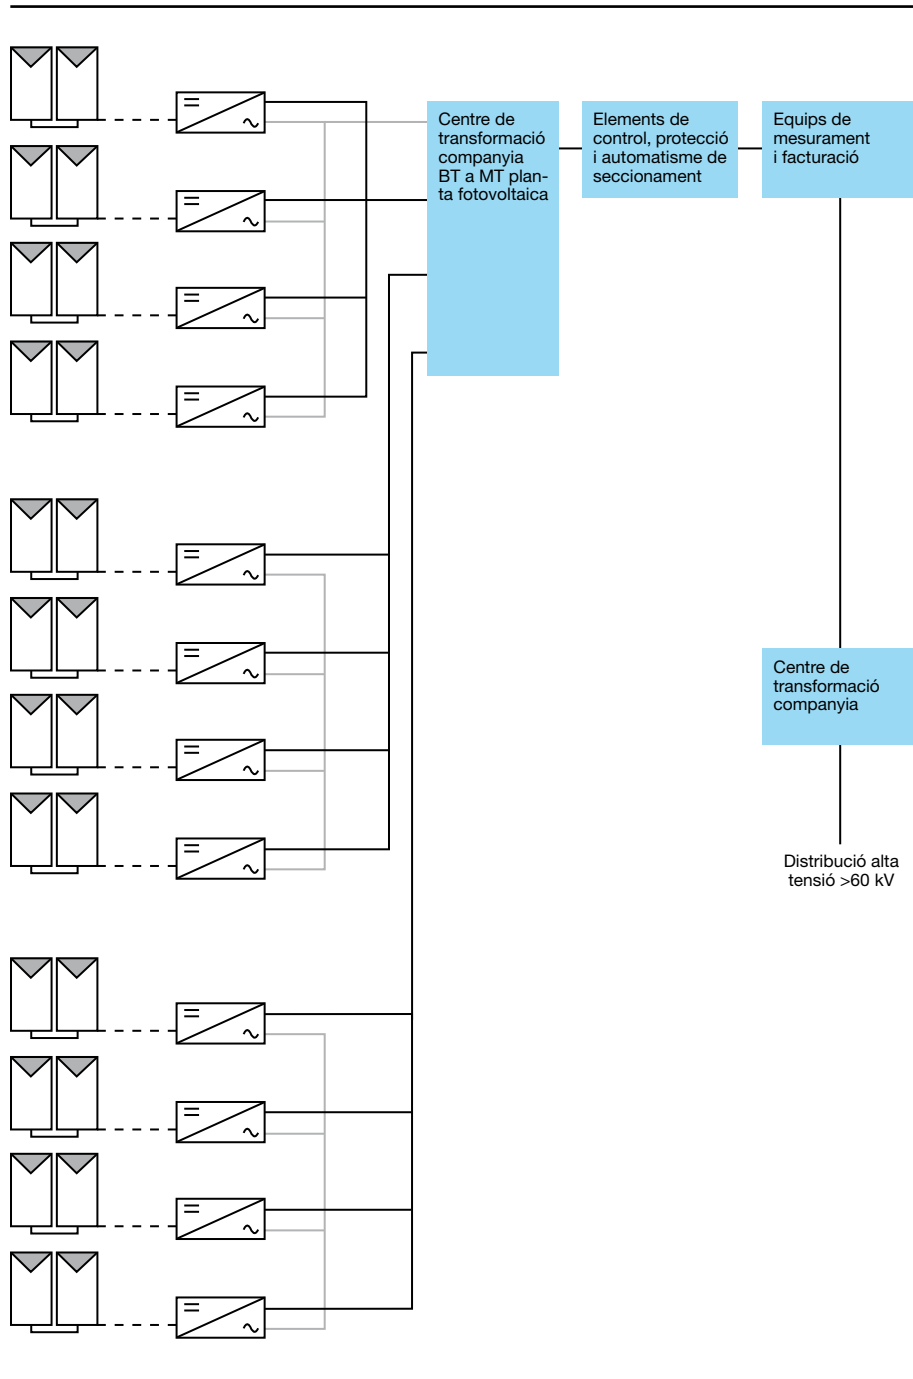 Centre de
transformació
companyia
BT a MT plan-
ta fotovoltaica
Elements de
control, protecció
i automatisme de
seccionament
Equips de
mesurament
i facturació
Centre de
transformació
companyia
Distribució alta
tensió >60 kV